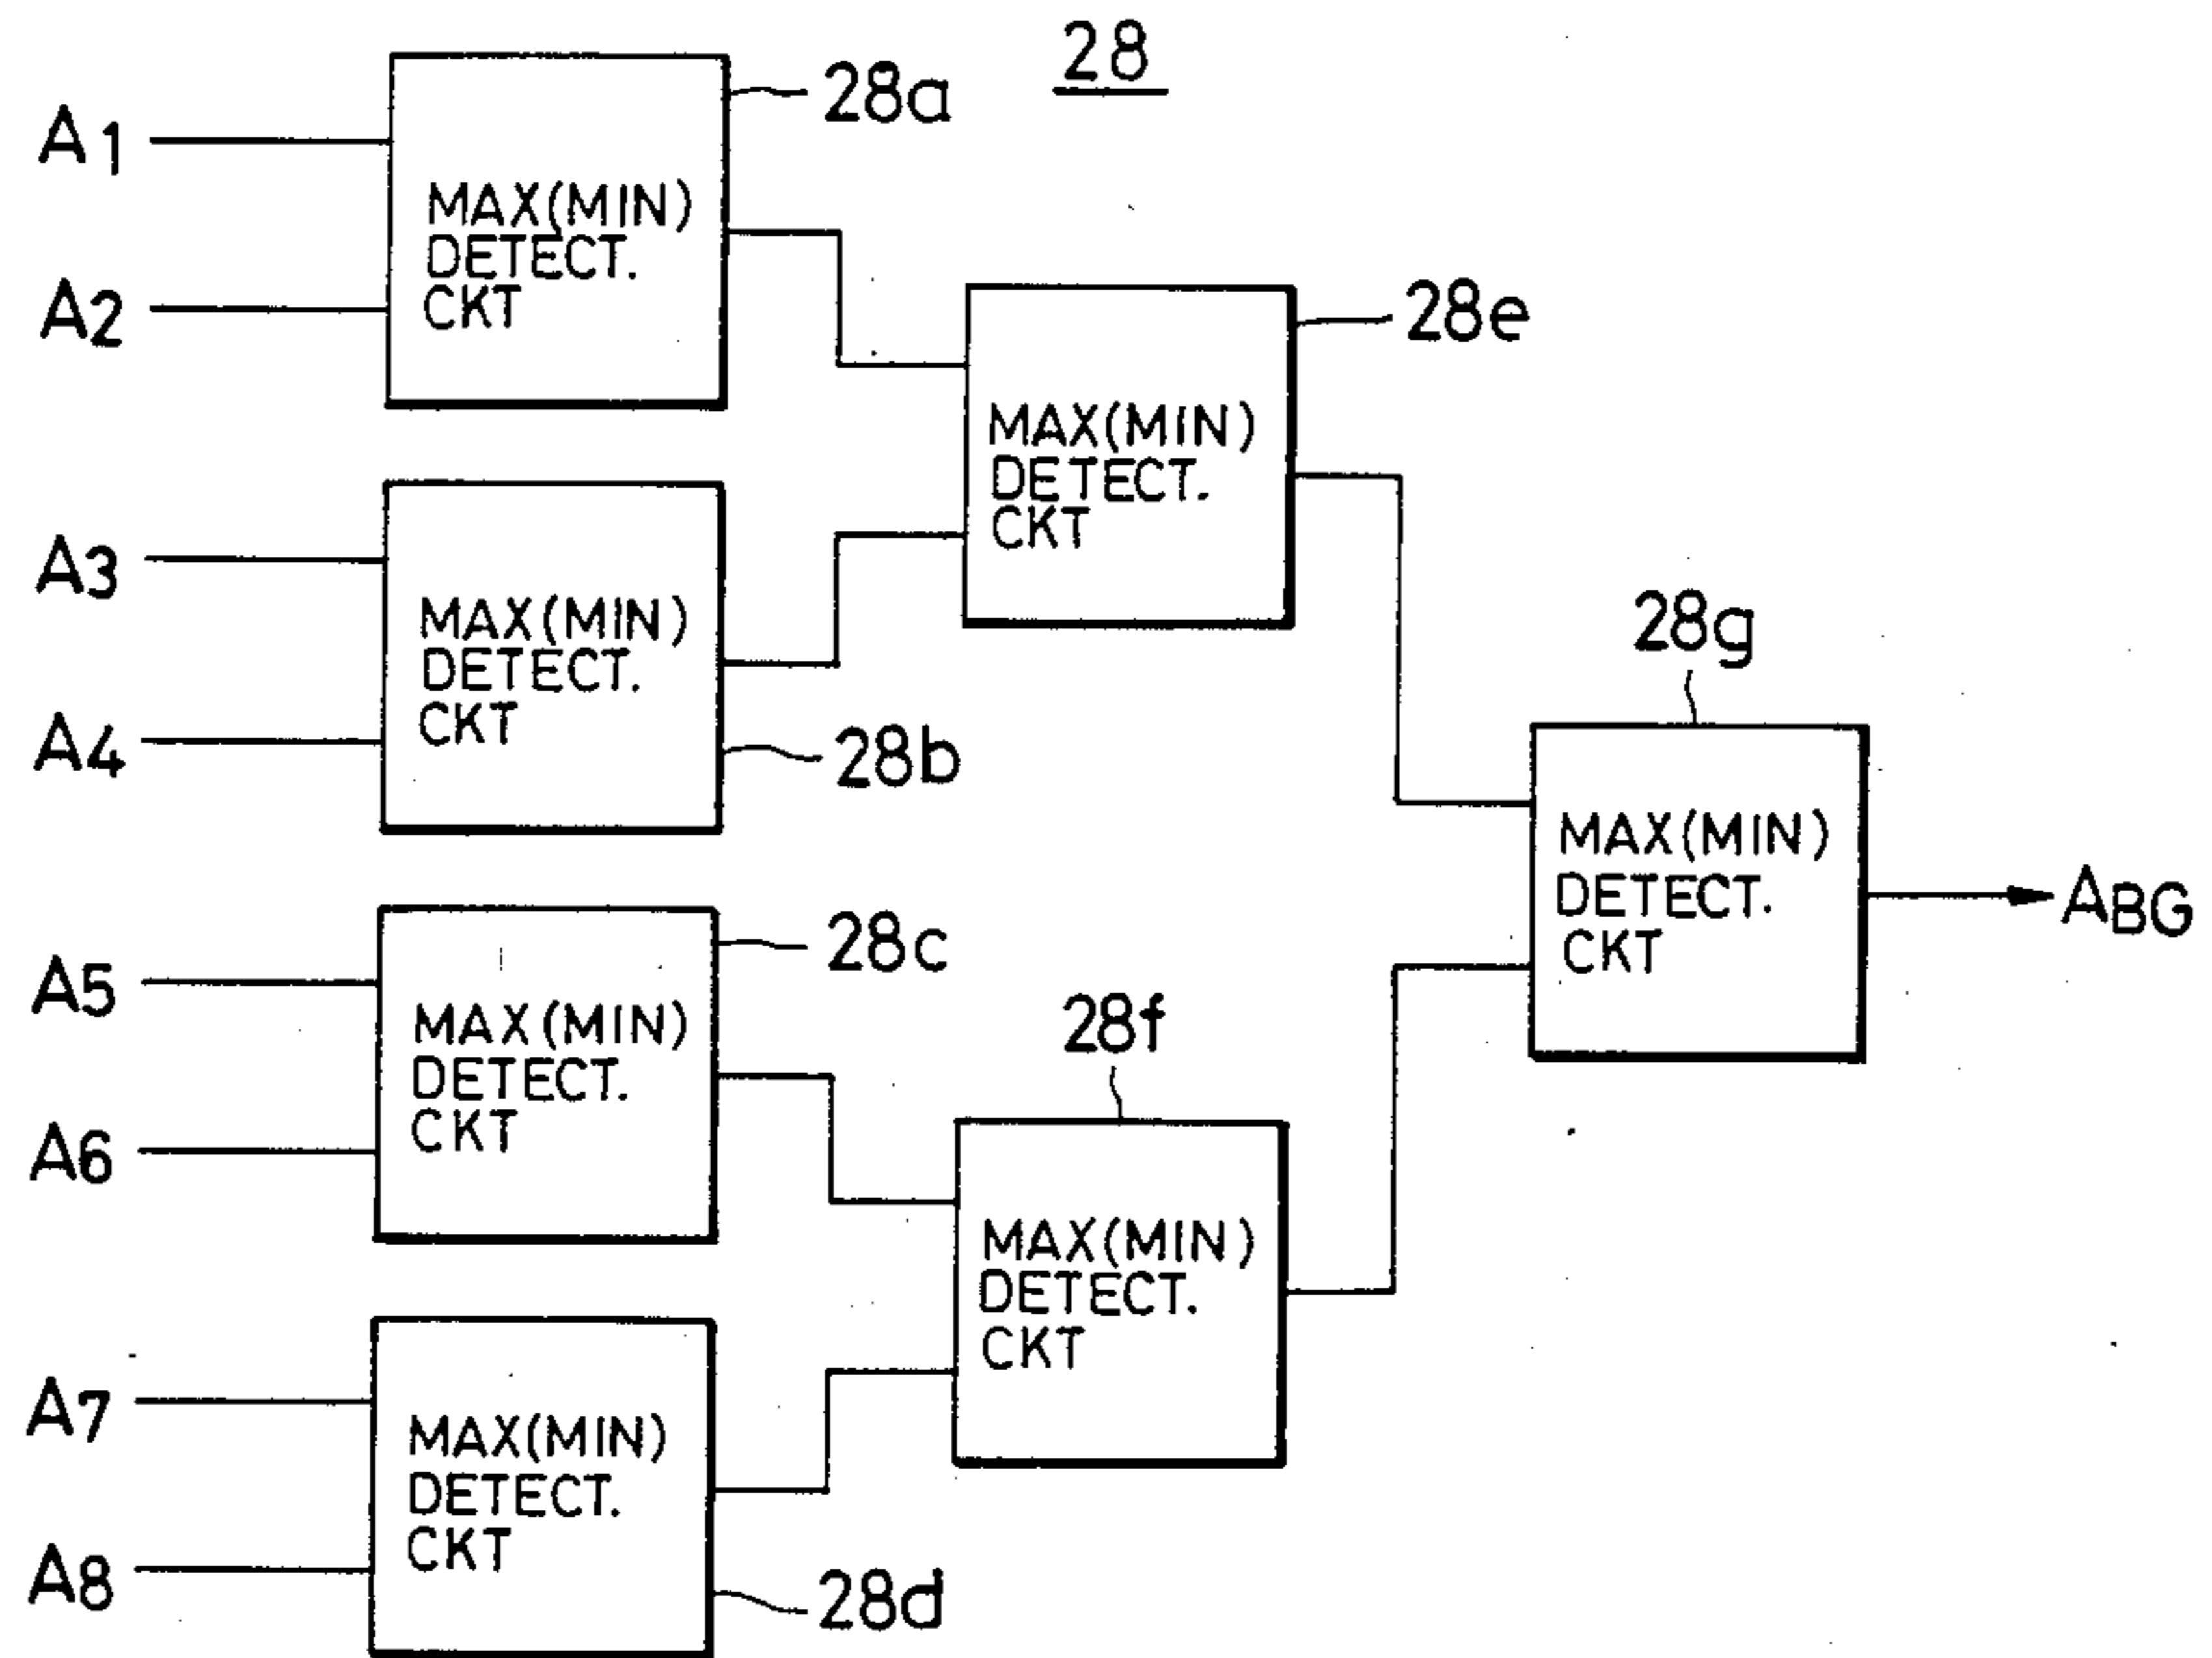 28
28a
A1
MAX(MIN)
DETECT.
CKT
A2
28e
MAX(MIN)
DETECT.
CKT
A3
MAX(MIN)
DETECT.
CKT
A4
28b
28g
MAX(MIN)
DETECT.
CKT
ABG
28c
A5
MAX(MIN)
DETECT.
CKT
A6
28f
MAX(MIN)
DETECT.
CKT
A7
MAX(MIN)
DETECT.
CKT
A8
28d